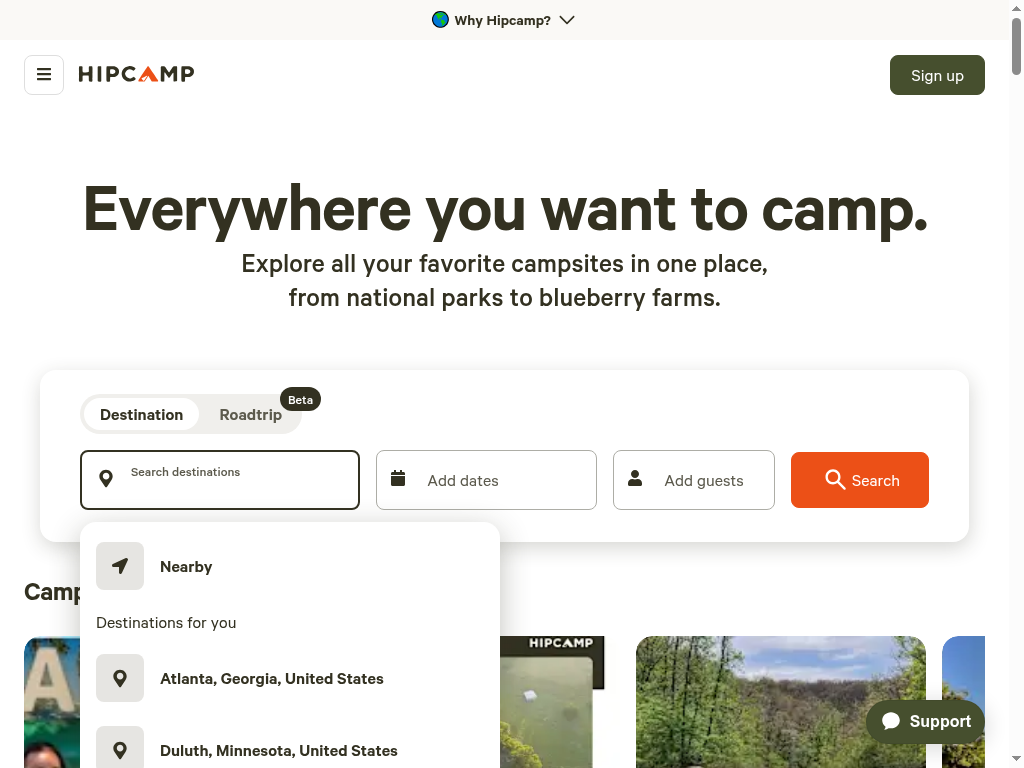 Why Hipcamp?
HIPCAMP
Sign up
Everywhere you want to camp.
Explore all your favorite campsites in one place,
from national parks to blueberry farms.
Destination
Roadtrip
Beta
Search destinations
Add dates
Add guests
Search
Nearby
Camp
Destinations for you
HIPCAMP
A
Atlanta, Georgia, United States
Support
Duluth, Minnesota, United States